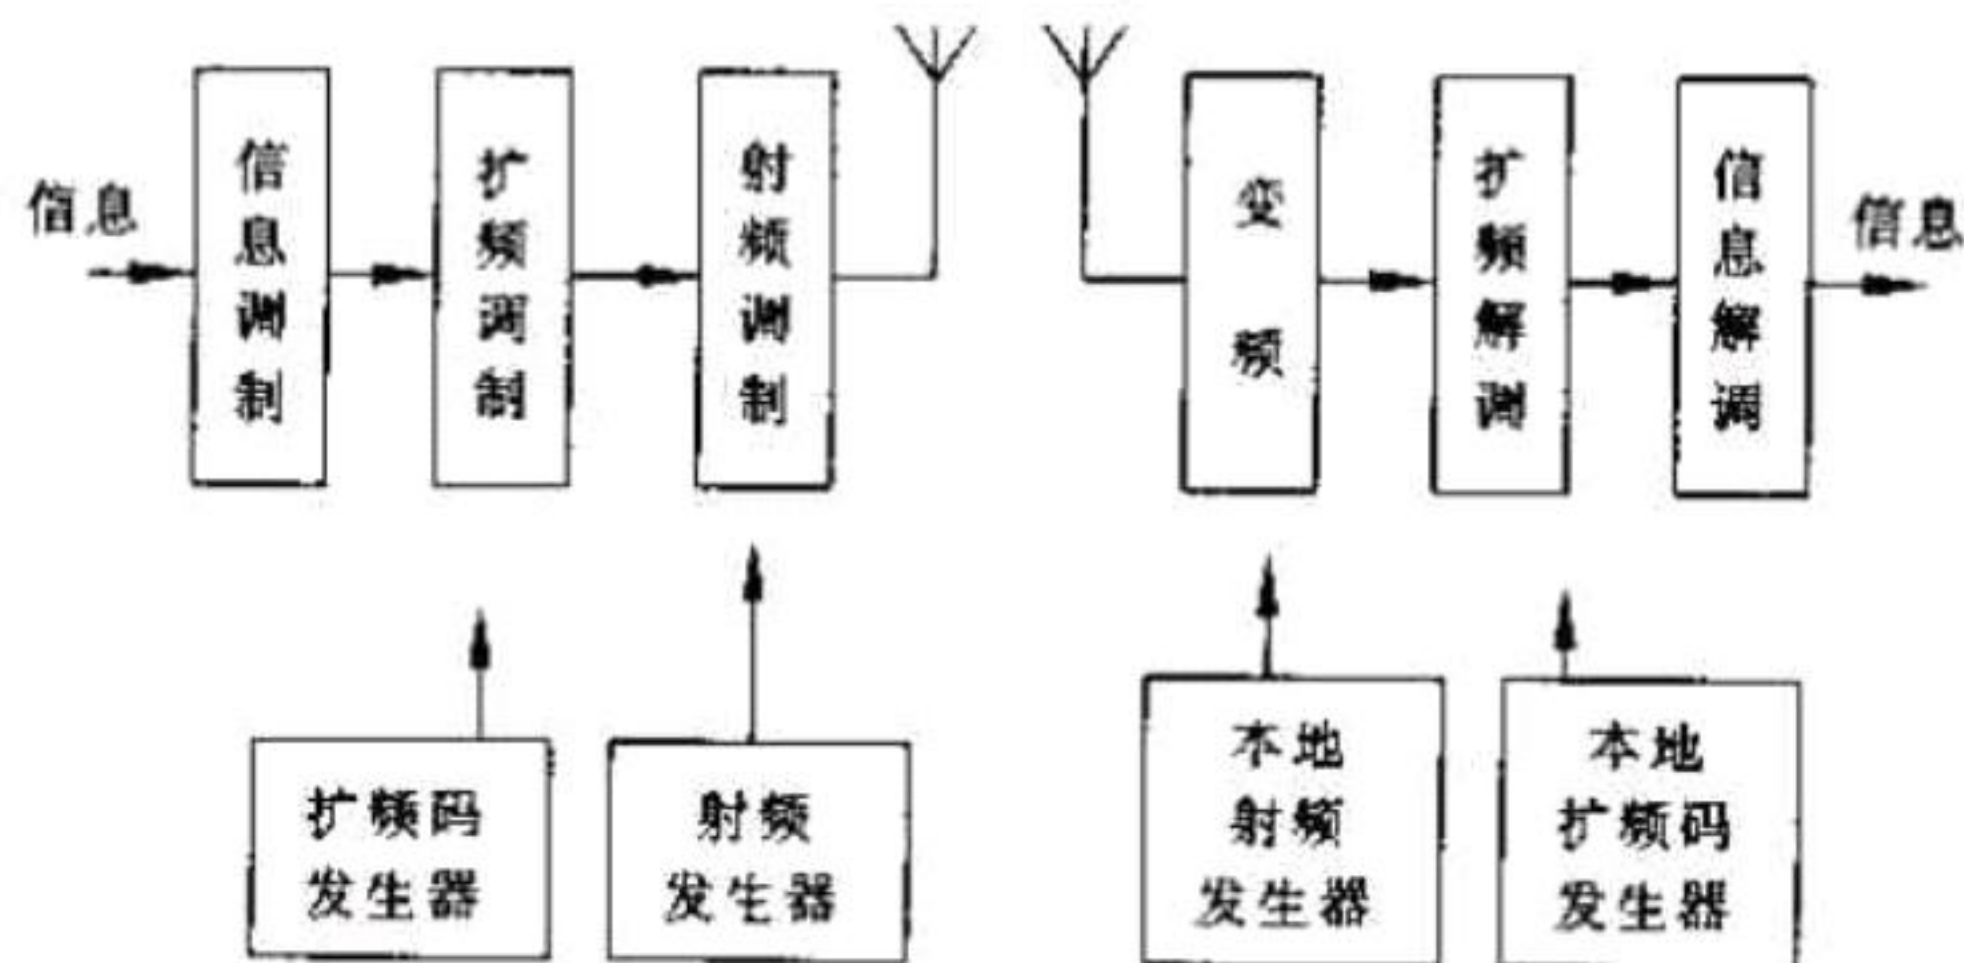 信息
信息调制
扩频调制
射频调制
变频
扩频解调
信息解调
信息
扩频码
发生器
射频
发生器
本地
射频
发生器
本地
扩频码
发生器